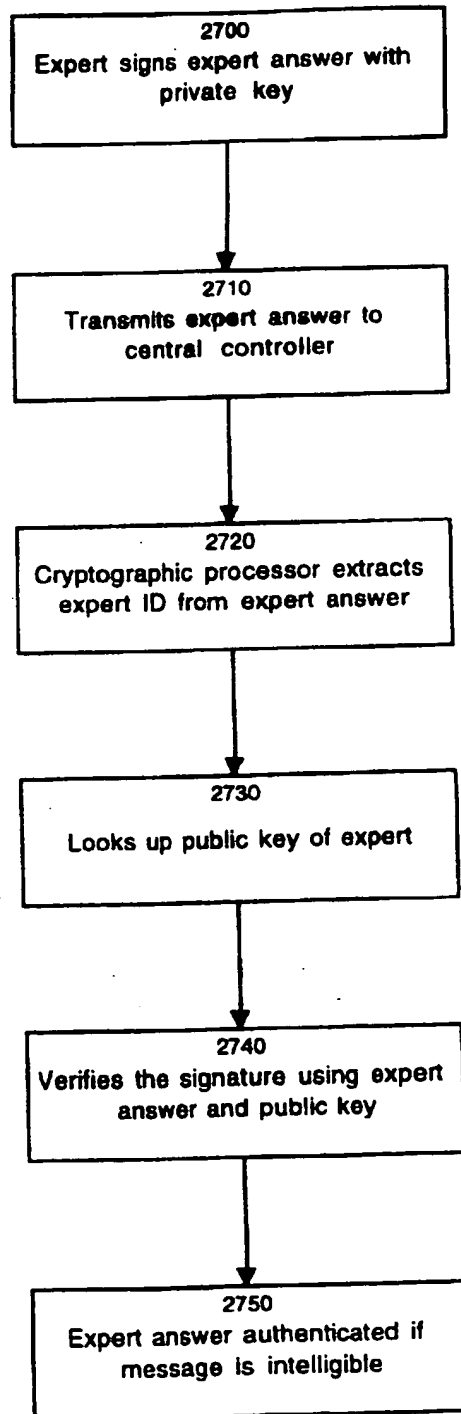 2700
Expert signs expert answer with
private key
2710
Transmits expert answer to
central controller
2720
Cryptographic processor extracts
expert ID from expert answer
2730
Looks up public key of expert
2740
Verifies the signature using expert
answer and public key
2750
Expert answer authenticated if
message is intelligible